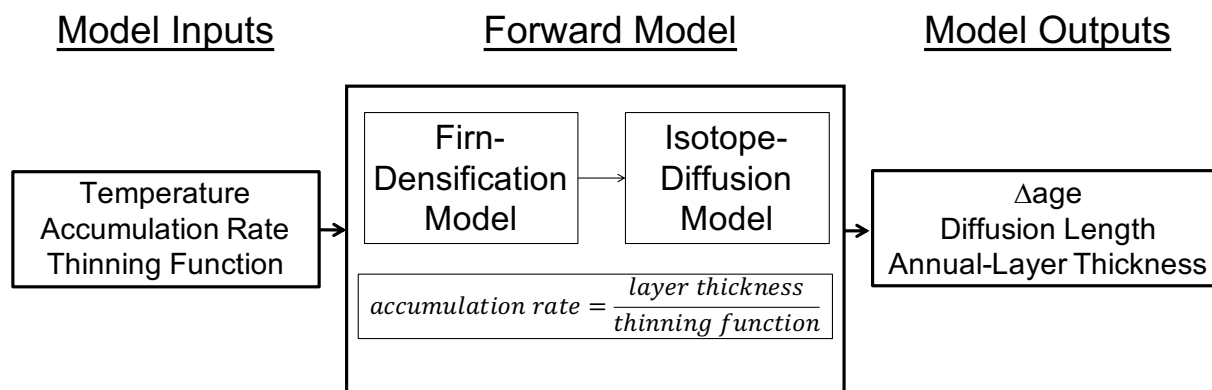 Model Inputs
Forward Model
Model Outputs
Temperature
Accumulation Rate
Thinning Function
Firn-
Densification
Model
Isotope-
Diffusion
Model
accumulation rate = layer thickness / thinning function
Δage
Diffusion Length
Annual-Layer Thickness